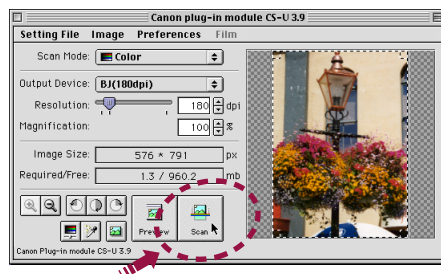 Canon plug-in module CS-U 3.9
Setting File Image Preferences Film
Scan Mode: Color
Output Device: BJ(180dpi)
Resolution: 180 dpi
Magnification: 100 %
Image Size: 576 * 791 px
Required/Free: 1.3 / 960.2 mb
Preview Scan
Canon Plug-in module CS-U 3.9